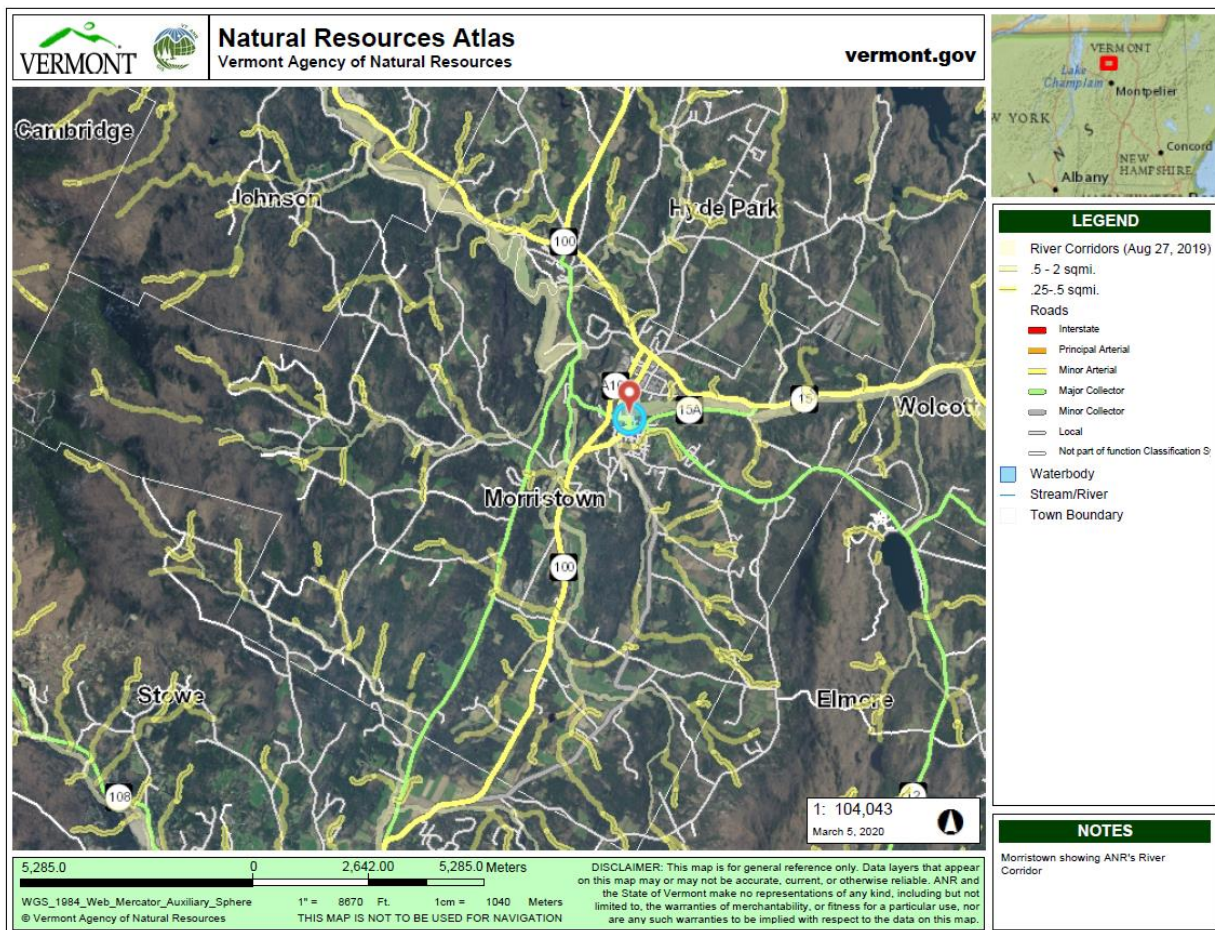 VERMONT
Natural Resources Atlas
Vermont Agency of Natural Resources
vermont.gov
Cambridge
Johnson
Hyde Park
100
15
15A
Wolcott
Morristown
100
Stowe
Elmore
108
12
1: 104,043
March 5, 2020
VERMONT
Lake
Champlain
Montpelier
W YORK
NEW
HAMPSHIRE
Concord
Albany
LEGEND
River Corridors (Aug 27, 2019)
.5 - 2 sqmi.
.25-.5 sqmi.
Roads
Interstate
Principal Arterial
Minor Arterial
Major Collector
Minor Collector
Local
Not part of function Classification S
Waterbody
Stream/River
Town Boundary
NOTES
Morristown showing ANR's River
Corridor
5,285.0 0 2,642.00 5,285.0 Meters
WGS_1984_Web_Mercator_Auxiliary_Sphere
© Vermont Agency of Natural Resources
1" = 8670 Ft. 1cm = 1040 Meters
THIS MAP IS NOT TO BE USED FOR NAVIGATION
DISCLAIMER: This map is for general reference only. Data layers that appear
on this map may or may not be accurate, current, or otherwise reliable. ANR and
the State of Vermont make no representations of any kind, including but not
limited to, the warranties of merchantability, or fitness for a particular use, nor
are any such warranties to be implied with respect to the data on this map.